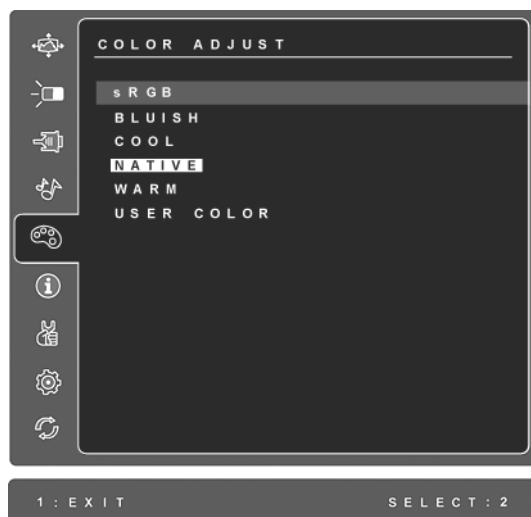 COLOR ADJUST
sRGB
BLUISH
COOL
NATIVE
WARM
USER COLOR
1:EXIT SELECT:2